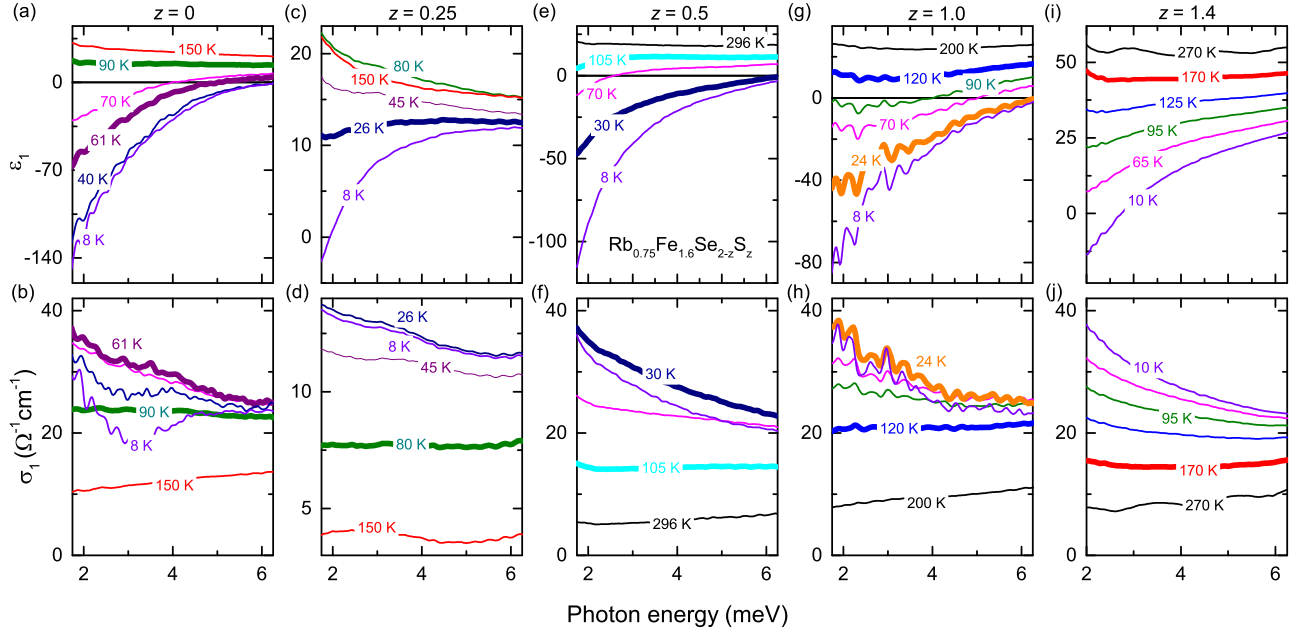 (a) z = 0
ε₁
0
-70
-140
150 K
90 K
70 K
61 K
40 K
8 K
(c) z = 0.25
20
15
10
5
0
80 K
150 K
45 K
26 K
8 K
(e) z = 0.5
0
-50
-100
296 K
105 K
70 K
30 K
8 K
Rb₀.₇₅Fe₁.₆Se₂₋zSz
(g) z = 1.0
40
0
-40
-80
200 K
120 K
90 K
70 K
24 K
8 K
(i) z = 1.4
50
25
0
270 K
170 K
125 K
95 K
65 K
10 K
(b)
σ₁ (Ω⁻¹cm⁻¹)
40
20
0
61 K
90 K
8 K
150 K
2 4 6
(d)
10
5
26 K
8 K
45 K
80 K
150 K
2 4 6
(f)
40
20
0
30 K
8 K
105 K
296 K
2 4 6
(h)
40
20
0
24 K
120 K
200 K
2 4 6
(j)
40
20
0
10 K
95 K
170 K
270 K
2 4 6
Photon energy (meV)